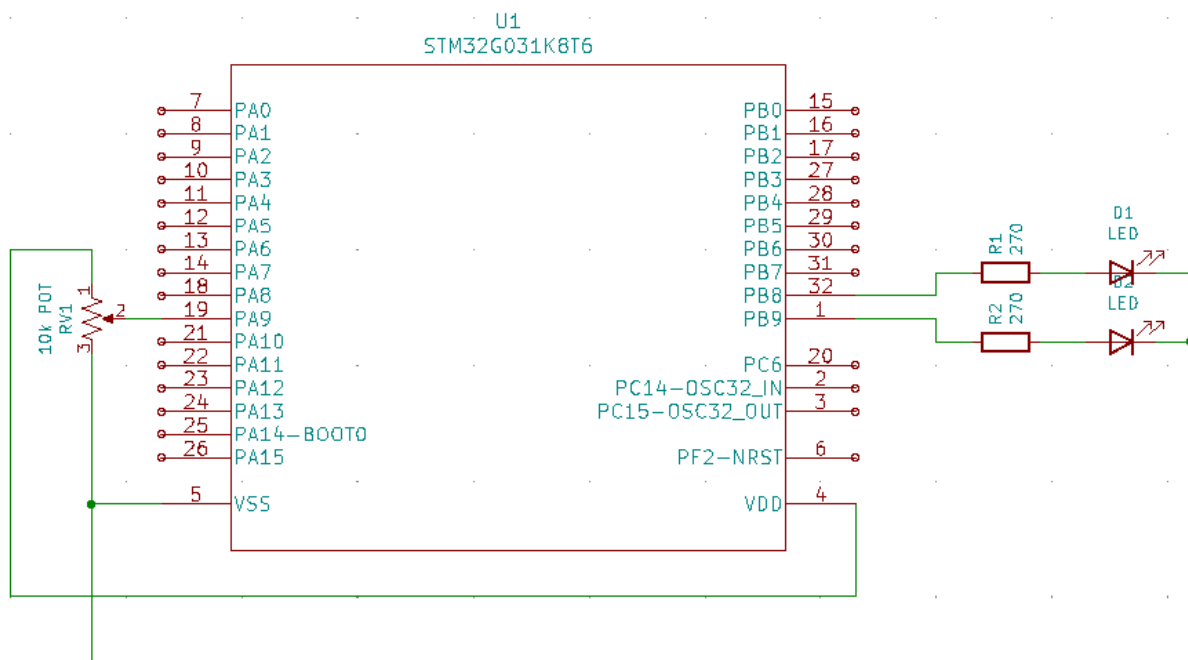 U1
STM32G031K8T6
7 PA0
8 PA1
9 PA2
10 PA3
11 PA4
12 PA5
13 PA6
14 PA7
18 PA8
19 PA9
21 PA10
22 PA11
23 PA12
24 PA13
25 PA14-BOOT0
26 PA15
5 VSS
PB0 15
PB1 16
PB2 17
PB3 27
PB4 28
PB5 29
PB6 30
PB7 31
PB8 32
PB9 1
PC6 20
PC14-OSC32_IN 2
PC15-OSC32_OUT 3
PF2-NRST 6
VDD 4
10k POT
RV1
1
2
3
R1
270
D1
LED
R2
270
D2
LED